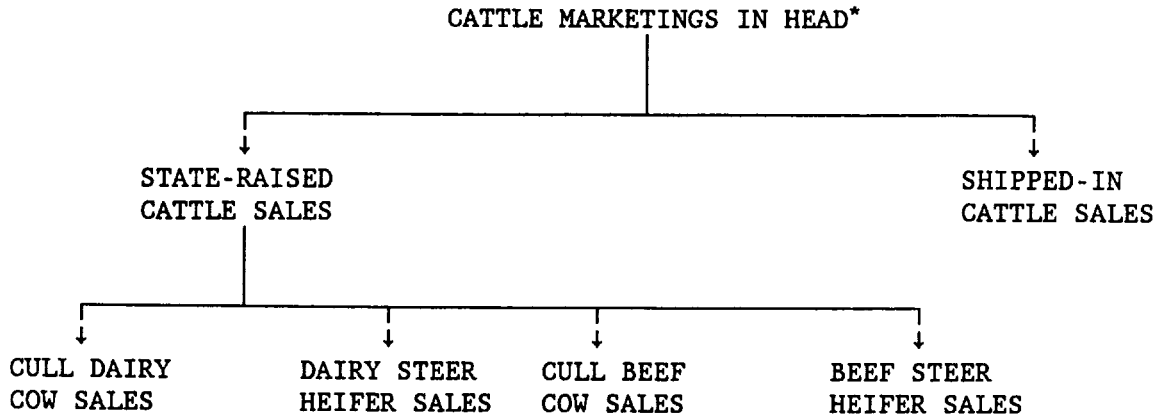 CATTLE MARKETINGS IN HEAD*
STATE-RAISED
CATTLE SALES
SHIPPED-IN
CATTLE SALES
CULL DAIRY
COW SALES
DAIRY STEER
HEIFER SALES
CULL BEEF
COW SALES
BEEF STEER
HEIFER SALES